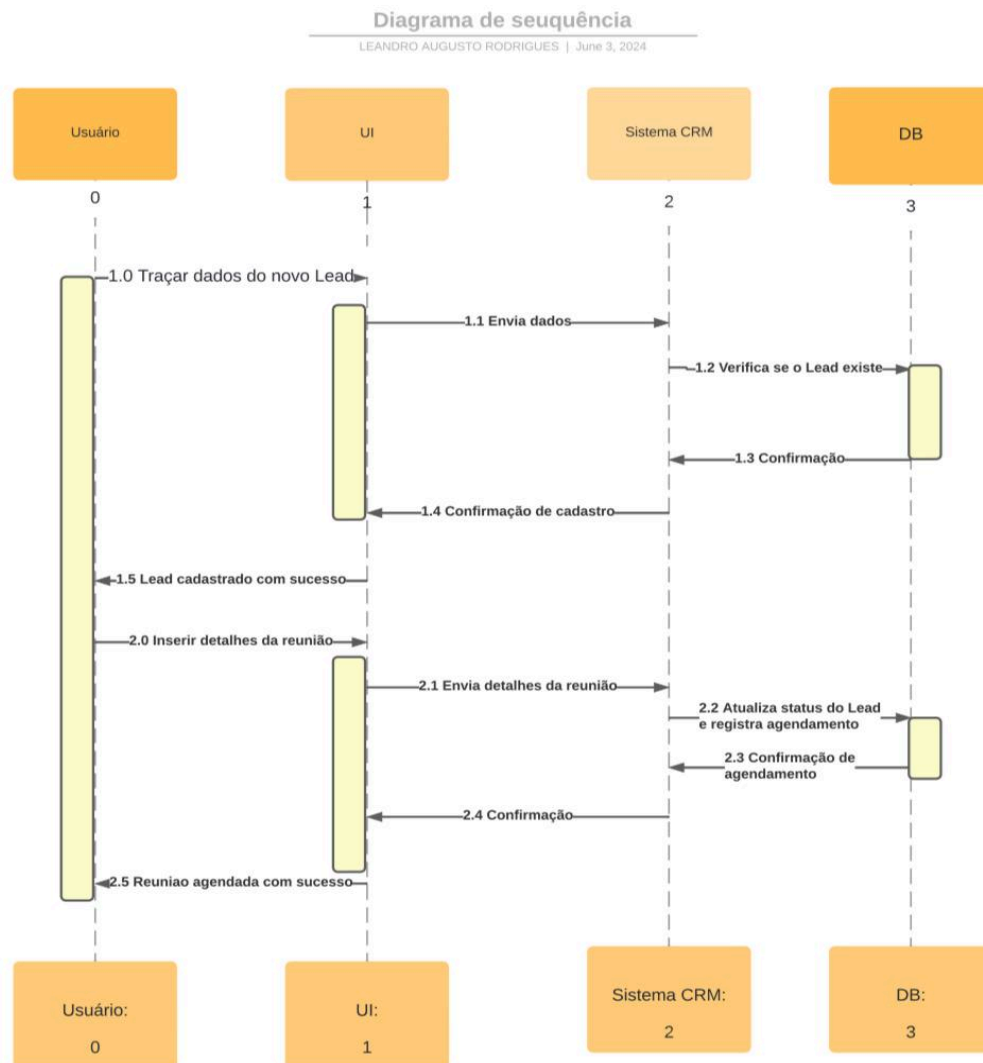 Diagrama de seuquência
LEANDRO AUGUSTO RODRIGUES | June 3, 2024
Usuário
UI
Sistema CRM
DB
0
1
2
3
1.0 Traçar dados do novo Lead
1.1 Envia dados
1.2 Verifica se o Lead existe
1.3 Confirmação
1.4 Confirmação de cadastro
1.5 Lead cadastrado com sucesso
2.0 Inserir detalhes da reunião
2.1 Envia detalhes da reunião
2.2 Atualiza status do Lead
e registra agendamento
2.3 Confirmação de
agendamento
2.4 Confirmação
2.5 Reuniao agendada com sucesso
Usuário:
0
UI:
1
Sistema CRM:
2
DB:
3